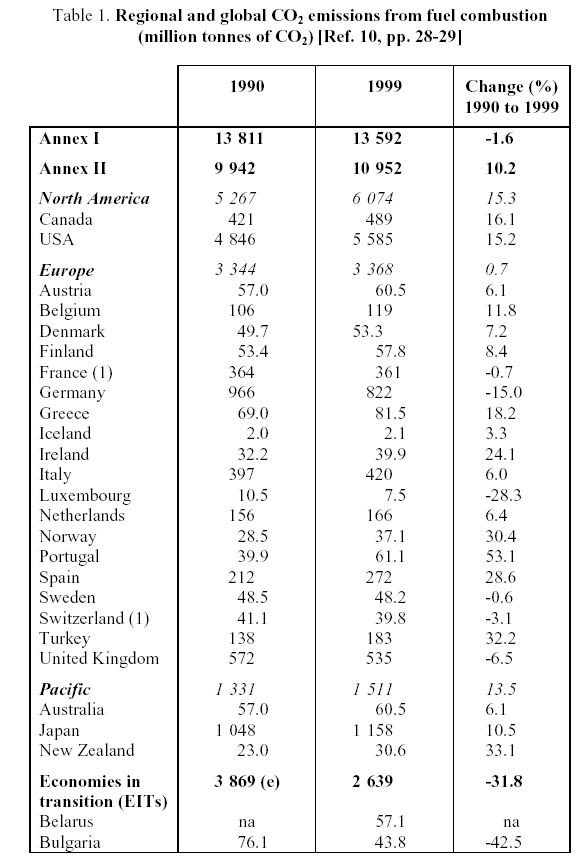 Table 1. Regional and global CO₂ emissions from fuel combustion
(million tonnes of CO₂) [Ref. 10, pp. 28-29]
1990 1999 Change (%)
1990 to 1999
Annex I 13 811 13 592 -1.6
Annex II 9 942 10 952 10.2
North America 5 267 6 074 15.3
Canada 421 489 16.1
USA 4 846 5 585 15.2
Europe 3 344 3 368 0.7
Austria 57.0 60.5 6.1
Belgium 106 119 11.8
Denmark 49.7 53.3 7.2
Finland 53.4 57.8 8.4
France (1) 364 361 -0.7
Germany 966 822 -15.0
Greece 69.0 81.5 18.2
Iceland 2.0 2.1 3.3
Ireland 32.2 39.9 24.1
Italy 397 420 6.0
Luxembourg 10.5 7.5 -28.3
Netherlands 156 166 6.4
Norway 28.5 37.1 30.4
Portugal 39.9 61.1 53.1
Spain 212 272 28.6
Sweden 48.5 48.2 -0.6
Switzerland (1) 41.1 39.8 -3.1
Turkey 138 183 32.2
United Kingdom 572 535 -6.5
Pacific 1 331 1 511 13.5
Australia 57.0 60.5 6.1
Japan 1 048 1 158 10.5
New Zealand 23.0 30.6 33.1
Economies in 3 869 (e) 2 639 -31.8
transition (EITs)
Belarus na 57.1 na
Bulgaria 76.1 43.8 -42.5